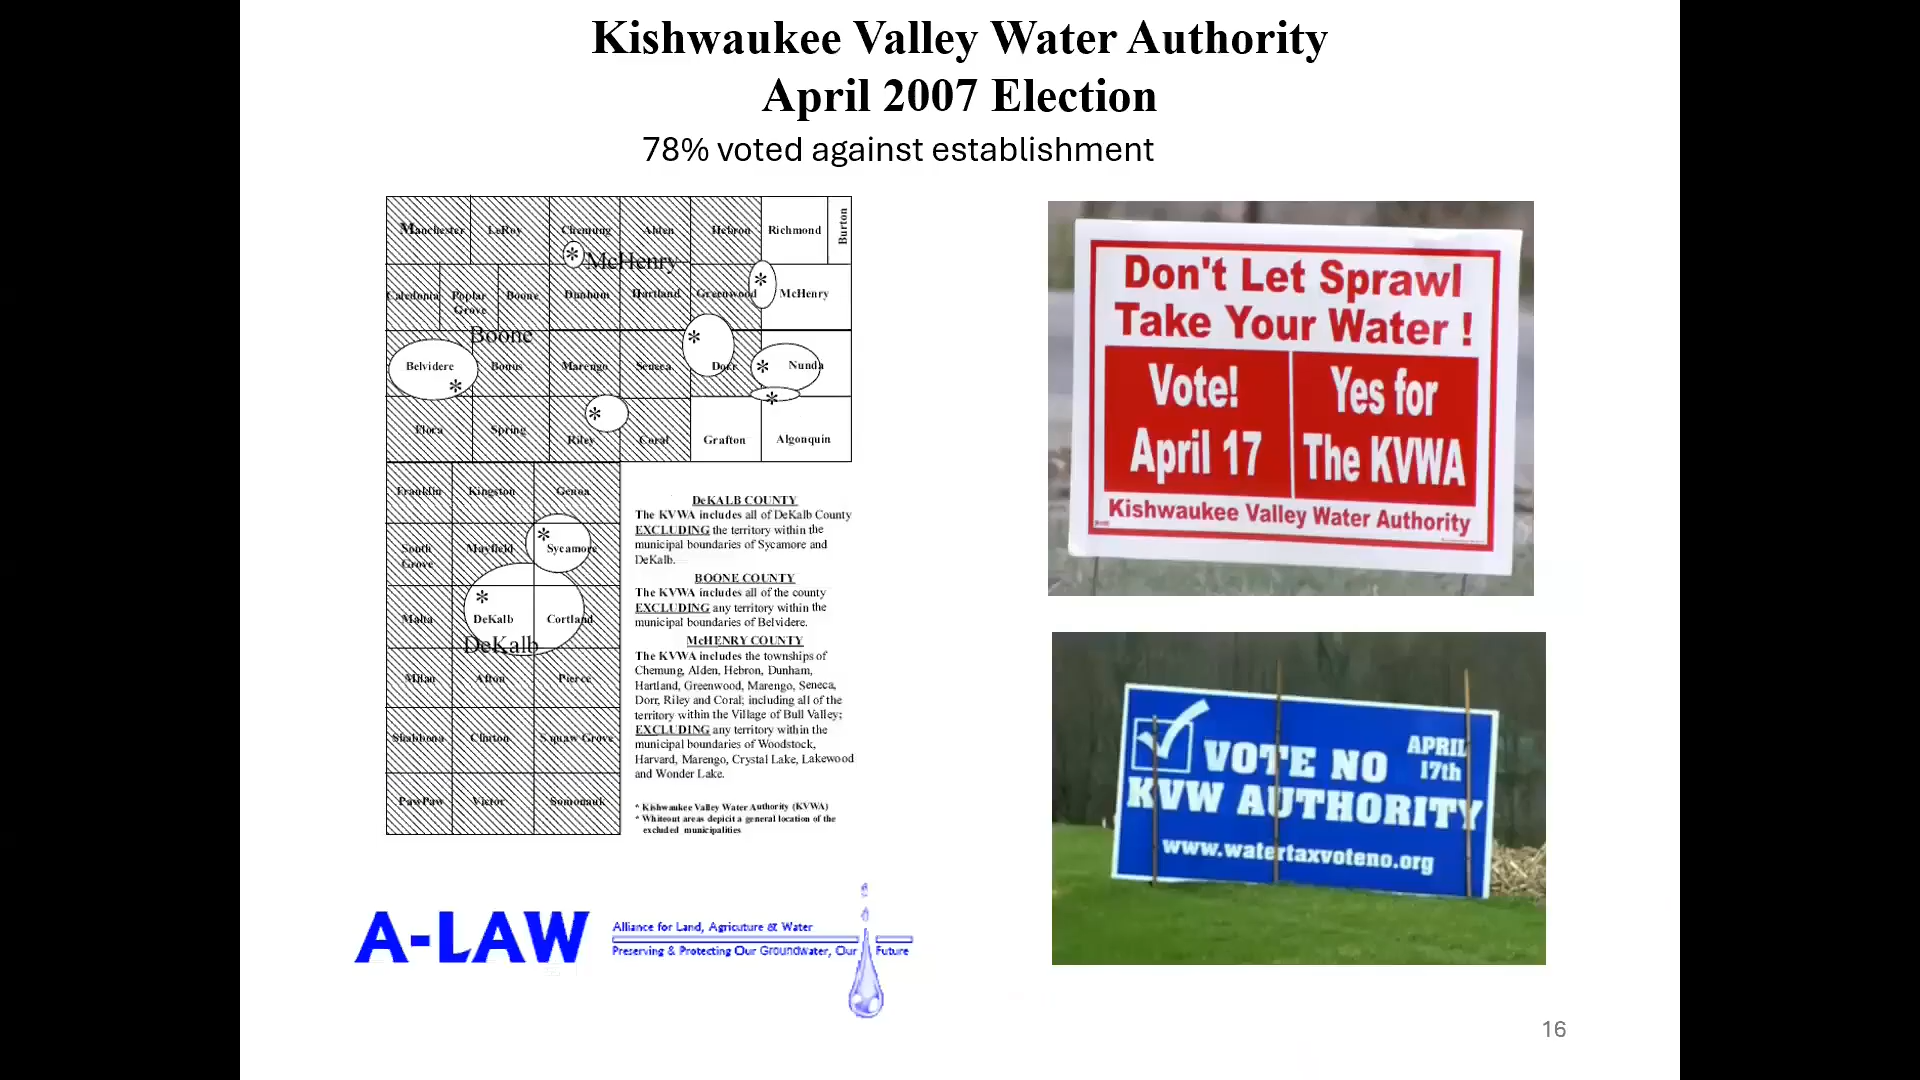 Kishwaukee Valley Water Authority
April 2007 Election
78% voted against establishment
Manchester LeRoy Chemung Alden Hebron Richmond Burton
* McHenry
Caledonia Poplar Grove Boone Dunham Hartland Greenwood * McHenry
Boone
Belvidere * Bonus Marengo Seneca * Dorr * Nunda
*
Flora Spring * Riley Coral Grafton Algonquin
Franklin Kingston Genoa
South Grove Mayfield * Sycamore
*
Malta DeKalb Cortland
DeKalb
Milan Afton Pierce
Shabbona Clinton Squaw Grove
PawPaw Victor Somonauk
DeKALB COUNTY
The KVWA includes all of DeKalb County
EXCLUDING the territory within the
municipal boundaries of Sycamore and
DeKalb.
BOONE COUNTY
The KVWA includes all of the county
EXCLUDING any territory within the
municipal boundaries of Belvidere.
McHENRY COUNTY
The KVWA includes the townships of
Chemung, Alden, Hebron, Dunham,
Hartland, Greenwood, Marengo, Seneca,
Dorr, Riley and Coral; including all of the
territory within the Village of Bull Valley;
EXCLUDING any territory within the
municipal boundaries of Woodstock,
Harvard, Marengo, Crystal Lake, Lakewood
and Wonder Lake.
* Kishwaukee Valley Water Authority (KVWA)
* Whiteout areas depict a general location of the
excluded municipalities
Don't Let Sprawl
Take Your Water !
Vote!
April 17
Yes for
The KVWA
Kishwaukee Valley Water Authority
VOTE NO
APRIL
17th
KVW AUTHORITY
www.watertaxvoteno.org
A-LAW
Alliance for Land, Agricuture & Water
Preserving & Protecting Our Groundwater, Our Future
16